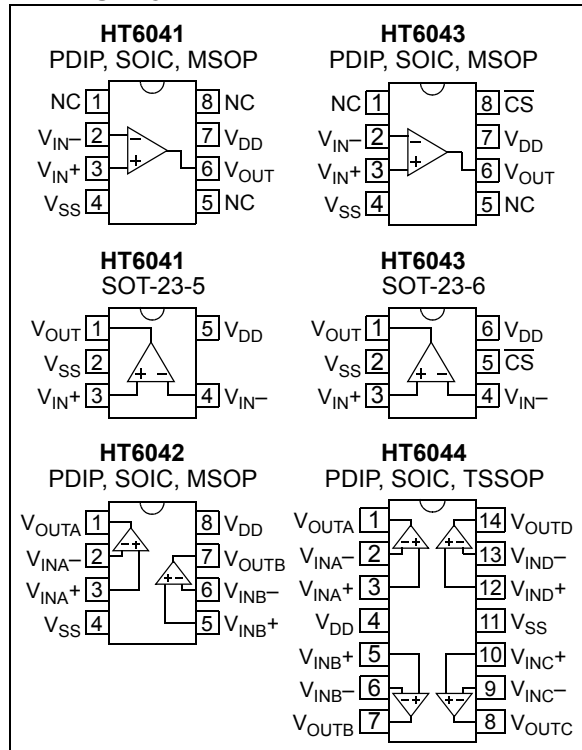 HT6041
PDIP, SOIC, MSOP
NC 1 8 NC
VIN– 2 7 VDD
VIN+ 3 6 VOUT
VSS 4 5 NC
– +
HT6043
PDIP, SOIC, MSOP
NC 1 8 CS
VIN– 2 7 VDD
VIN+ 3 6 VOUT
VSS 4 5 NC
– +
HT6041
SOT-23-5
VOUT 1 5 VDD
VSS 2
VIN+ 3 4 VIN–
+ –
HT6043
SOT-23-6
VOUT 1 6 VDD
VSS 2 5 CS
VIN+ 3 4 VIN–
+ –
HT6042
PDIP, SOIC, MSOP
VOUTA 1 8 VDD
VINA– 2 7 VOUTB
VINA+ 3 6 VINB–
VSS 4 5 VINB+
– +
+ –
HT6044
PDIP, SOIC, TSSOP
VOUTA 1 14 VOUTD
VINA– 2 13 VIND–
VINA+ 3 12 VIND+
VDD 4 11 VSS
VINB+ 5 10 VINC+
VINB– 6 9 VINC–
VOUTB 7 8 VOUTC
– + + –
– + + –